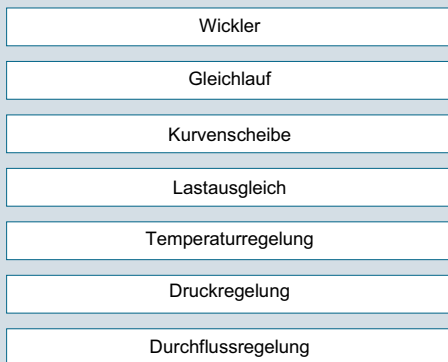 Wickler
Gleichlauf
Kurvenscheibe
Lastausgleich
Temperaturregelung
Druckregelung
Durchflussregelung